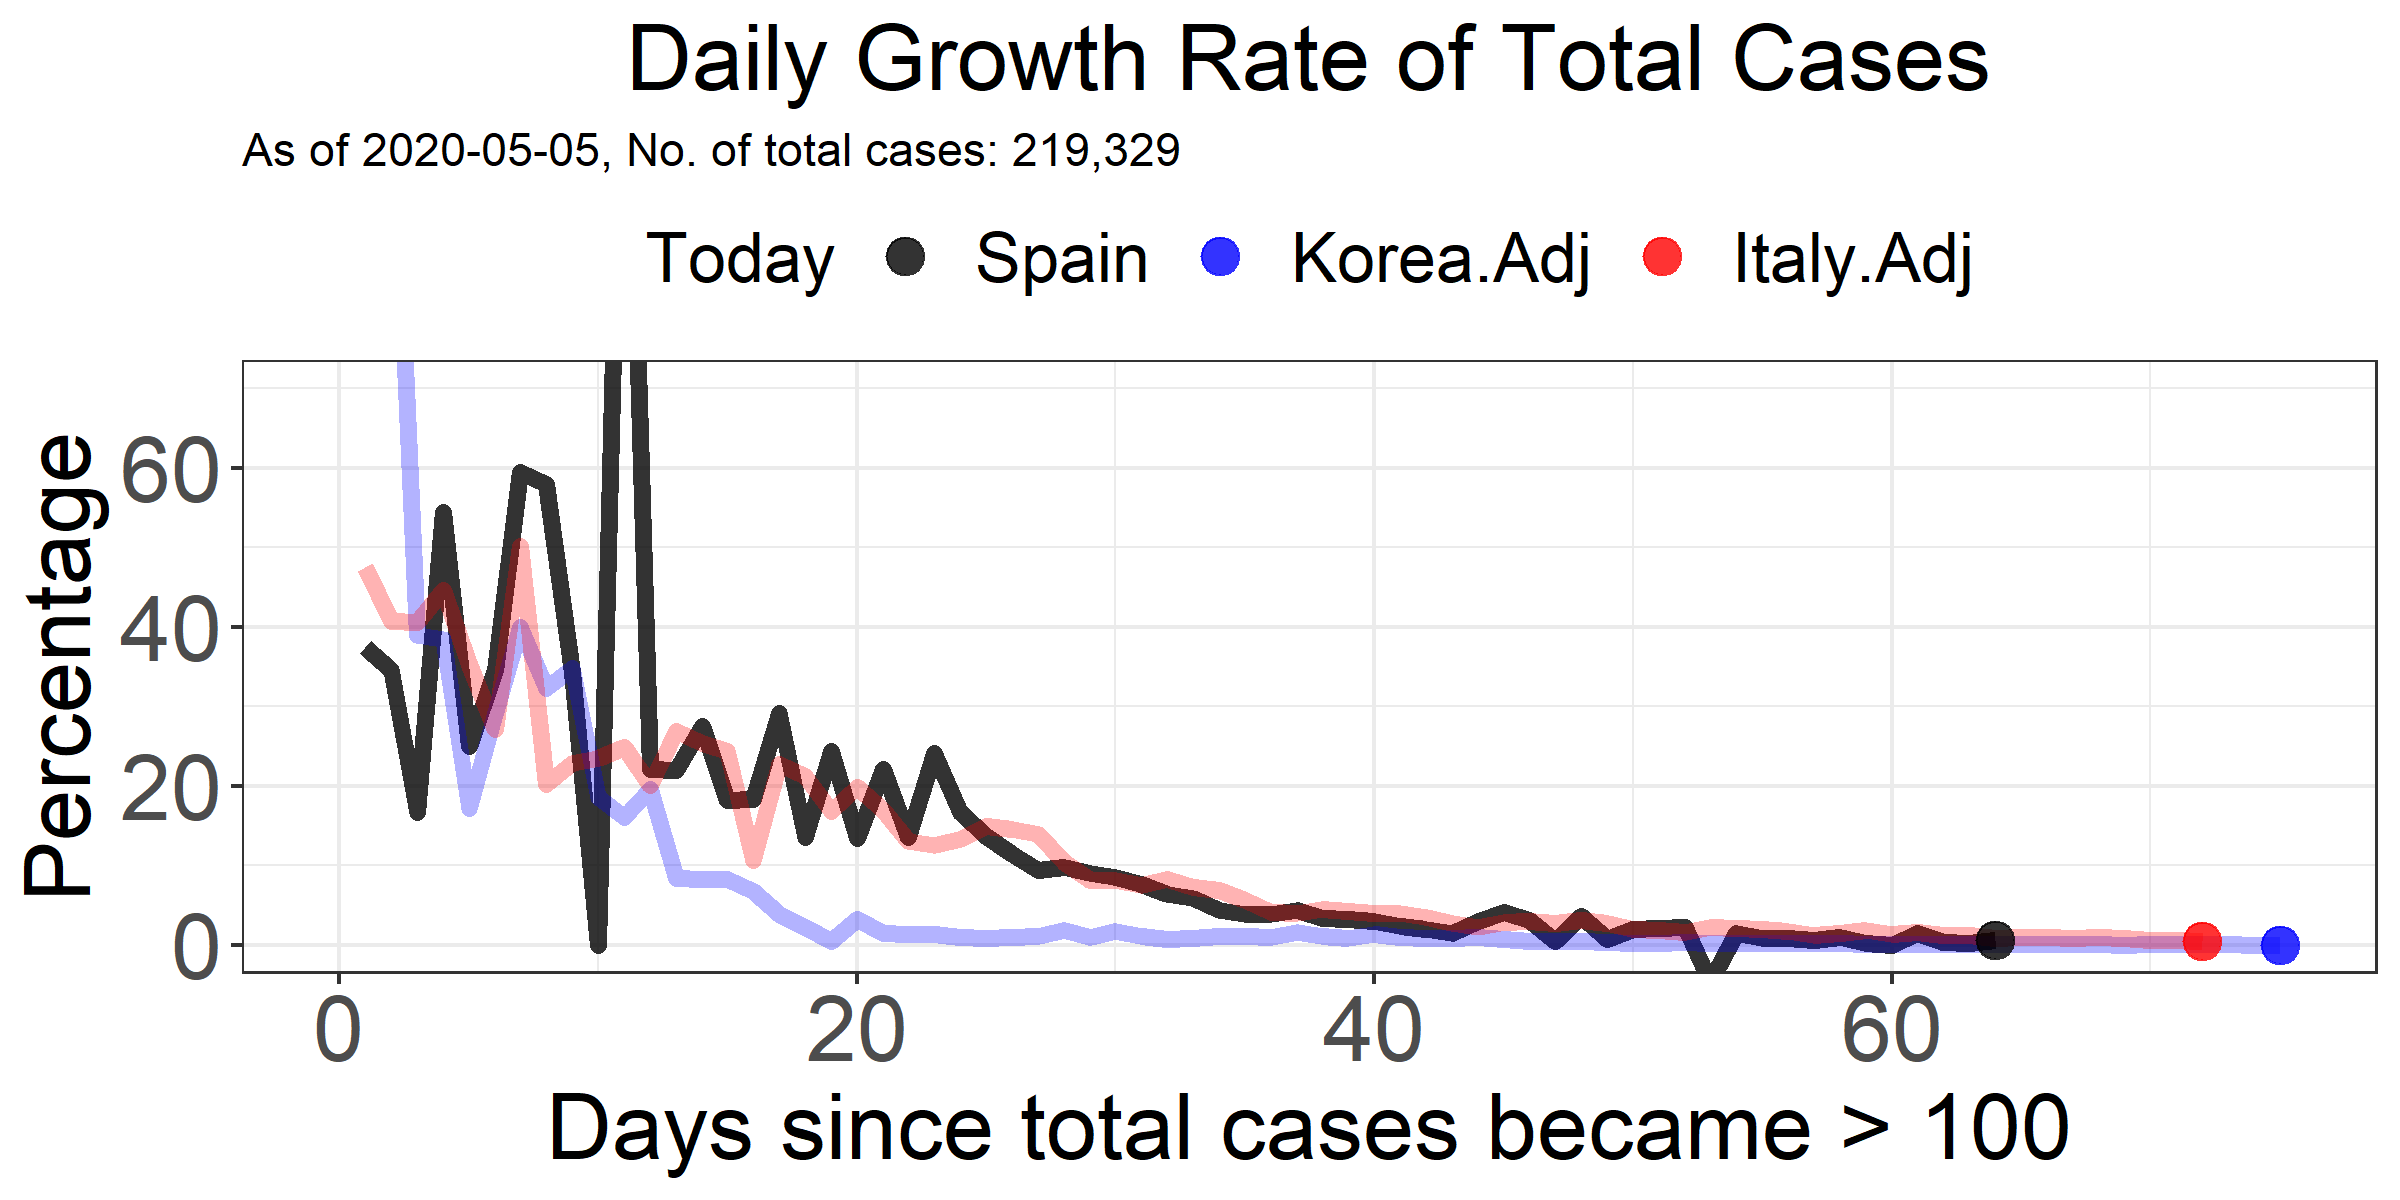 Daily Growth Rate of Total Cases
As of 2020-05-05, No. of total cases: 219,329
Today Spain Korea.Adj Italy.Adj
Percentage
60
40
20
0
0 20 40 60
Days since total cases became > 100